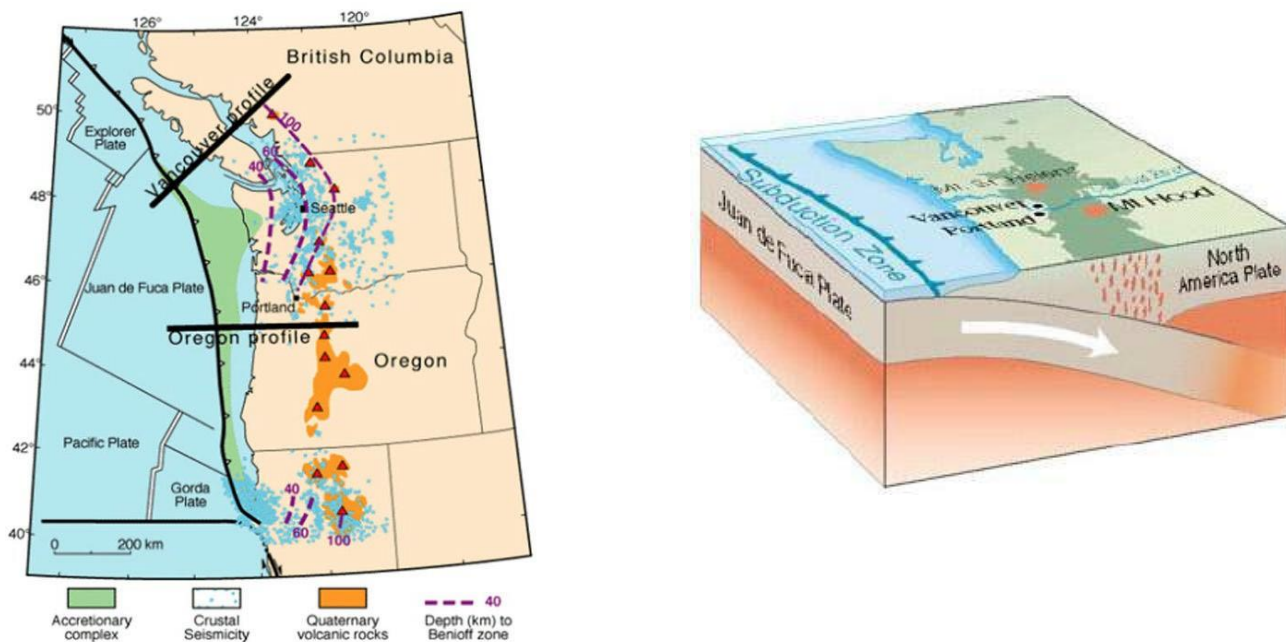 126°
124°
120°
British Columbia
50°
Vancouver profile
100
Explorer
Plate
60
40
48°
Seattle
46°
Juan de Fuca Plate
Portland
Oregon profile
44°
Oregon
42°
Pacific Plate
Gorda
Plate
40
60
100
40°
0 200 km
Accretionary
complex
Crustal
Seismicity
Quaternary
volcanic rocks
40
Depth (km) to
Benioff zone
Subduction Zone
Juan de Fuca Plate
Mt. St. Helens
Vancouver
Portland
Mt Hood
North
America Plate